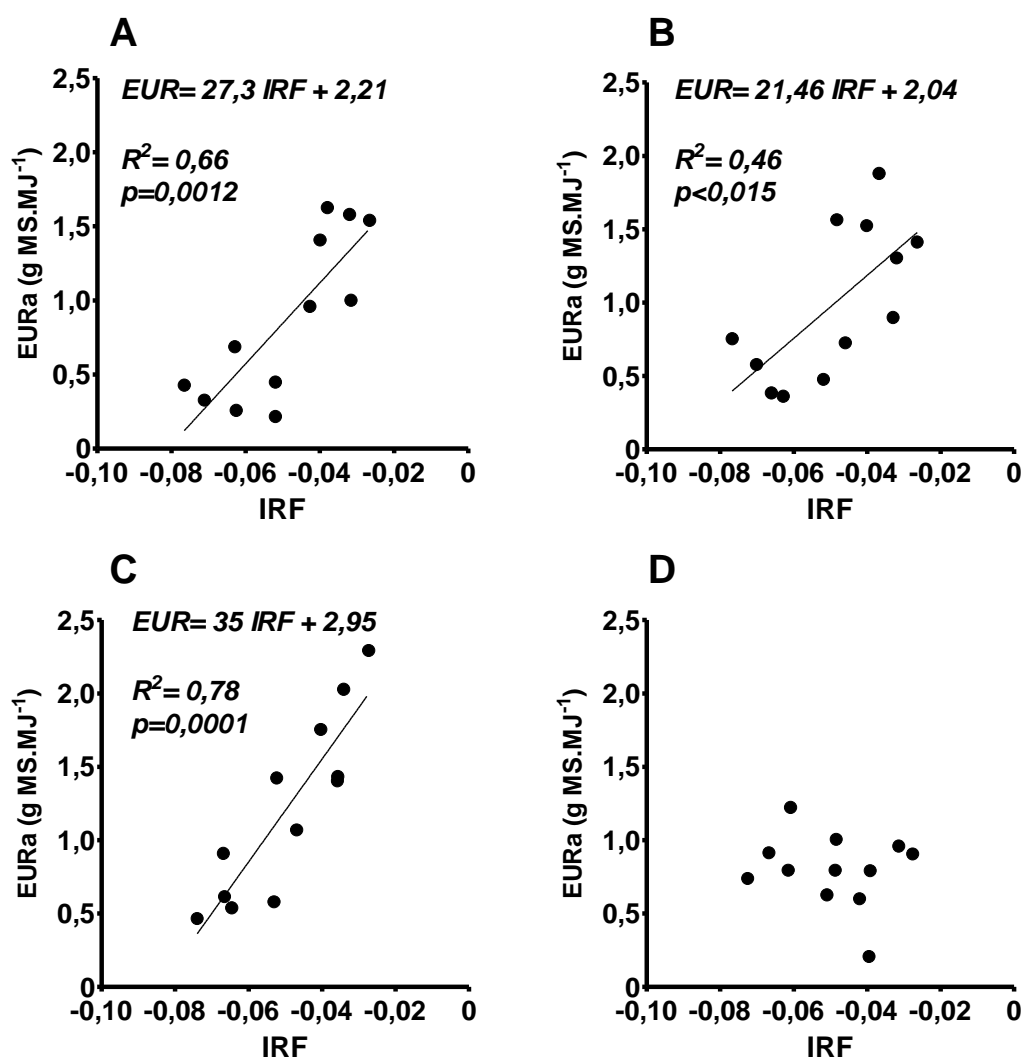 A
EUR= 27,3 IRF + 2,21
R²= 0,66
p=0,0012
2,5
2,0
1,5
1,0
0,5
0
EURa (g MS.MJ⁻¹)
-0,10 -0,08 -0,06 -0,04 -0,02 0
IRF
B
EUR= 21,46 IRF + 2,04
R²= 0,46
p<0,015
2,5
2,0
1,5
1,0
0,5
0
EURa (g MS.MJ⁻¹)
-0,10 -0,08 -0,06 -0,04 -0,02 0
IRF
C
EUR= 35 IRF + 2,95
R²= 0,78
p=0,0001
2,5
2,0
1,5
1,0
0,5
0
EURa (g MS.MJ⁻¹)
-0,10 -0,08 -0,06 -0,04 -0,02 0
IRF
D
2,5
2,0
1,5
1,0
0,5
0
EURa (g MS.MJ⁻¹)
-0,10 -0,08 -0,06 -0,04 -0,02 0
IRF